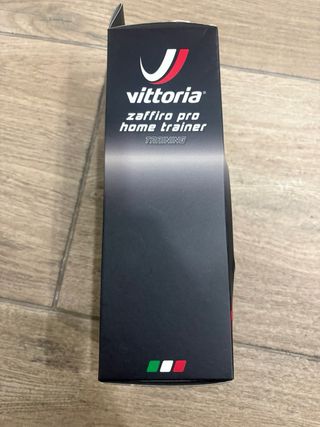 vittoria®
zaffiro pro
home trainer
TRAINING